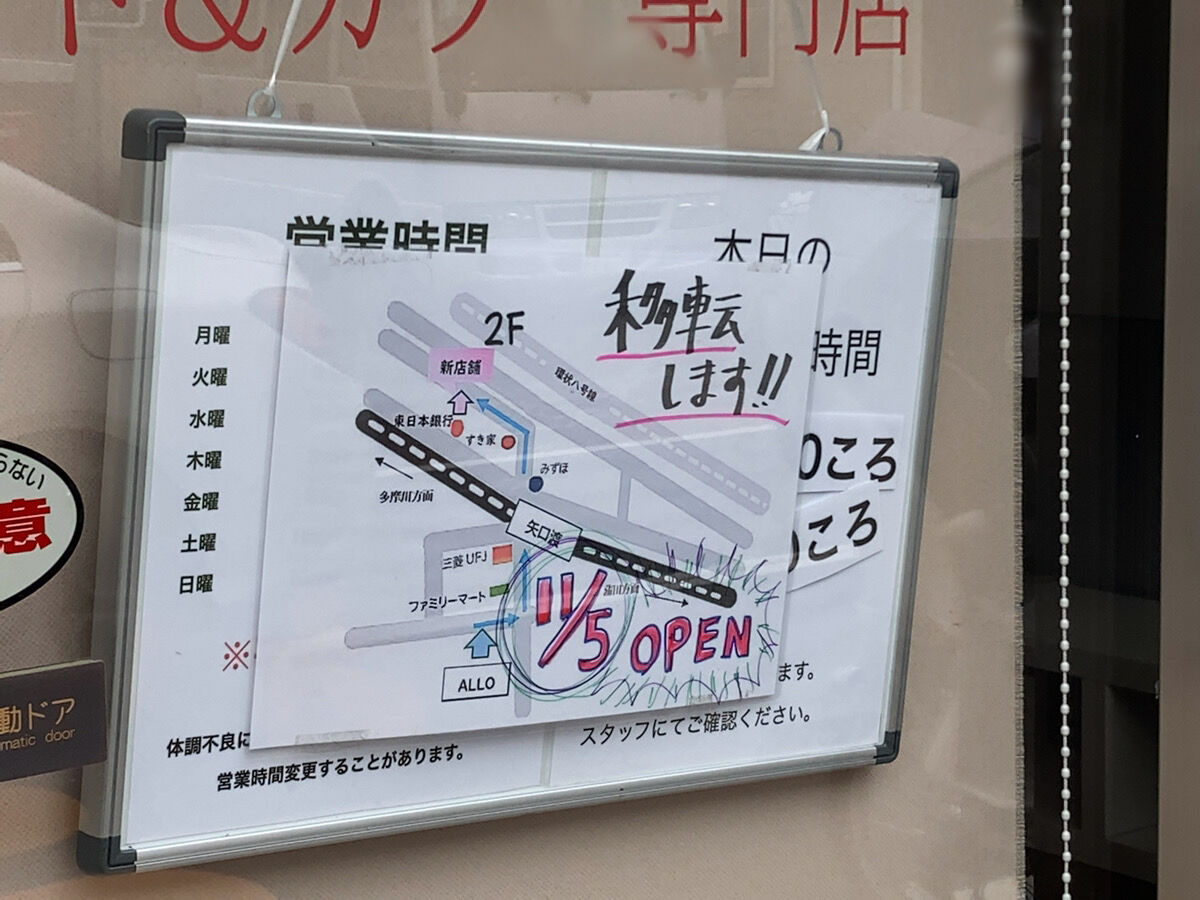 専門店
営業時間
本日の
時間
月曜
火曜
水曜
木曜
金曜
土曜
日曜
※
0ころ
ころ
2F
移転
します!!
新店舗
環状八号線
東日本銀行
すき家
みずほ
多摩川方面
矢口渡
三菱UFJ
ファミリーマート
蒲田方面
ALLO
11/5 OPEN
ます。
スタッフにてご確認ください。
体調不良に
営業時間変更することがあります。
らない
意
動ドア
matic door